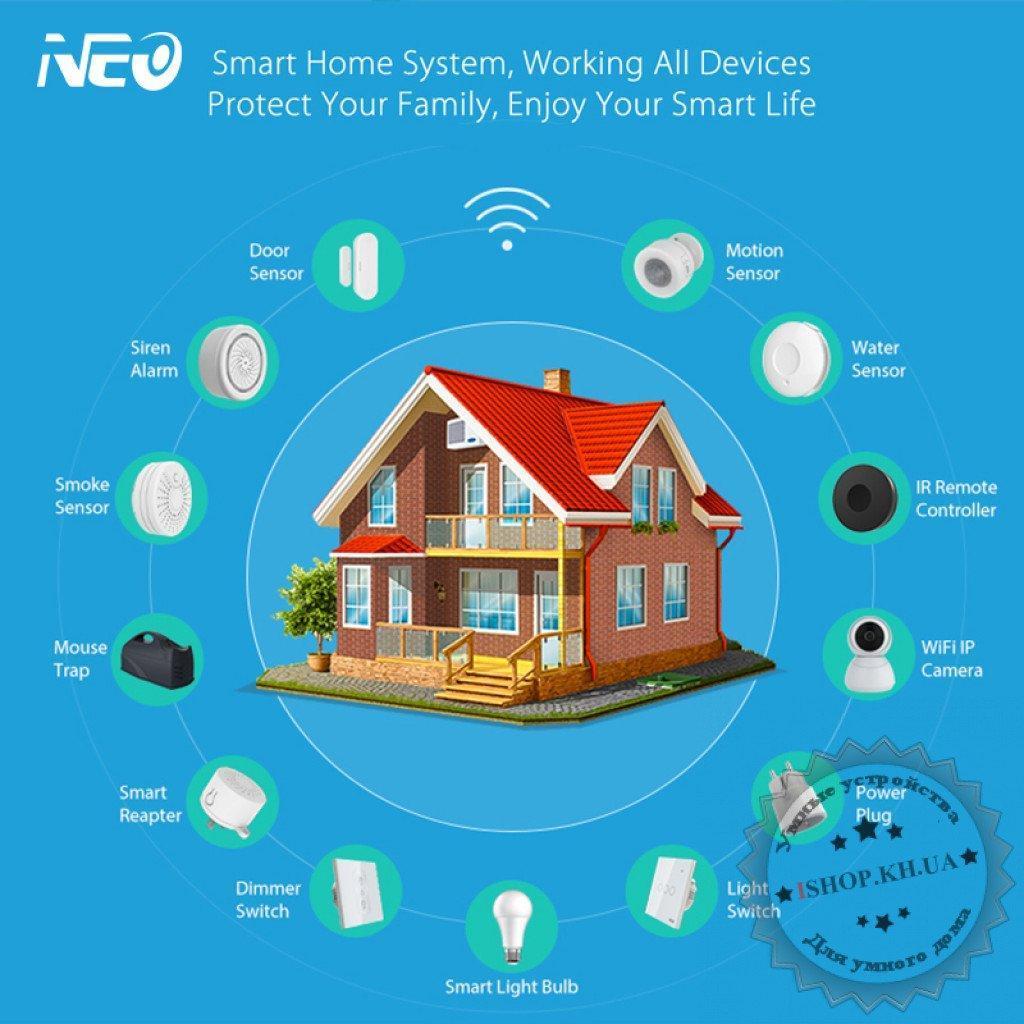 NEO
Smart Home System, Working All Devices
Protect Your Family, Enjoy Your Smart Life
Door
Sensor
Motion
Sensor
Siren
Alarm
Water
Sensor
Smoke
Sensor
IR Remote
Controller
Mouse
Trap
WiFi IP
Camera
Smart
Reapter
Power
Plug
Dimmer
Switch
Light
Switch
Smart Light Bulb
Умные устройства
ISHOP.KH.UA
Для умного дома